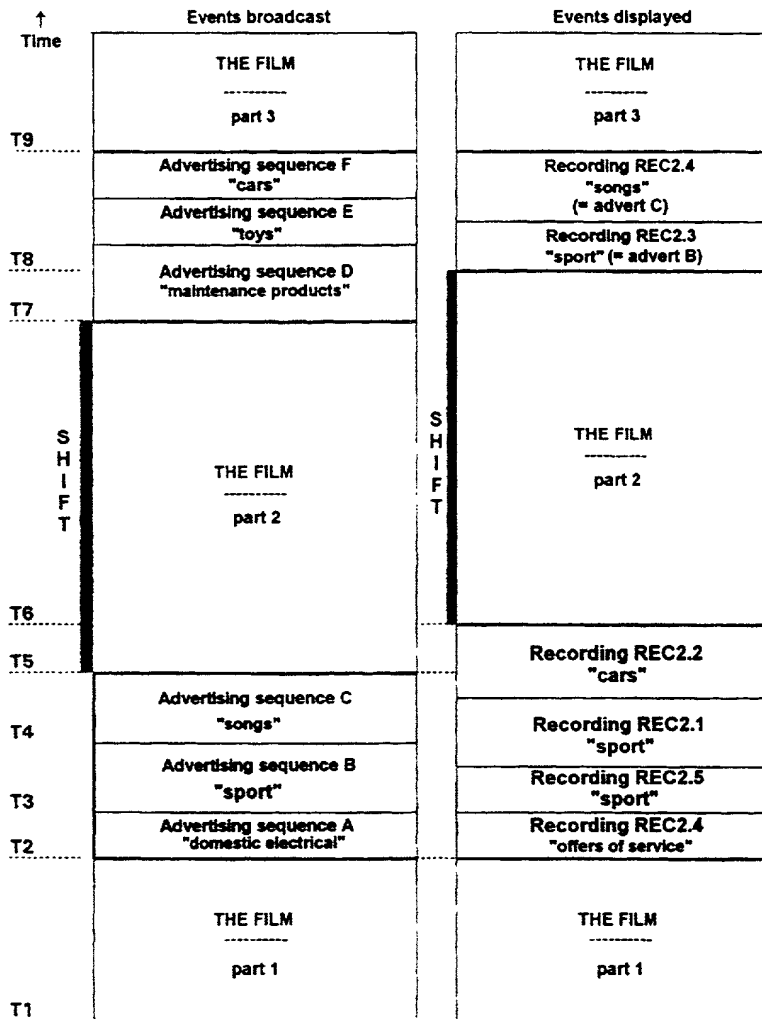 ↑
Time
Events broadcast
Events displayed
THE FILM
----------
part 3
THE FILM
----------
part 3
T9
Advertising sequence F
"cars"
Recording REC2.4
"songs"
(= advert C)
Advertising sequence E
"toys"
Recording REC2.3
"sport" (= advert B)
T8
Advertising sequence D
"maintenance products"
T7
SHIFT
THE FILM
----------
part 2
SHIFT
THE FILM
----------
part 2
T6
T5
Recording REC2.2
"cars"
Advertising sequence C
"songs"
T4
Recording REC2.1
"sport"
Advertising sequence B
"sport"
T3
Recording REC2.5
"sport"
Advertising sequence A
"domestic electrical"
T2
Recording REC2.4
"offers of service"
THE FILM
----------
part 1
THE FILM
----------
part 1
T1